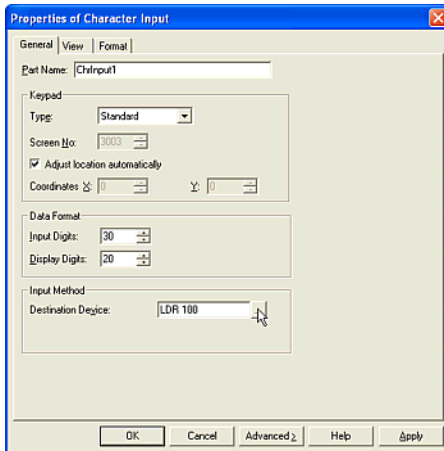 Properties of Character Input
General View Format
Part Name: ChrInput1
Keypad
Type: Standard
Screen No: 3003
Adjust location automatically
Coordinates X: 0 Y: 0
Data Format
Input Digits: 30
Display Digits: 20
Input Method
Destination Device: LDR 100
OK Cancel Advanced > Help Apply